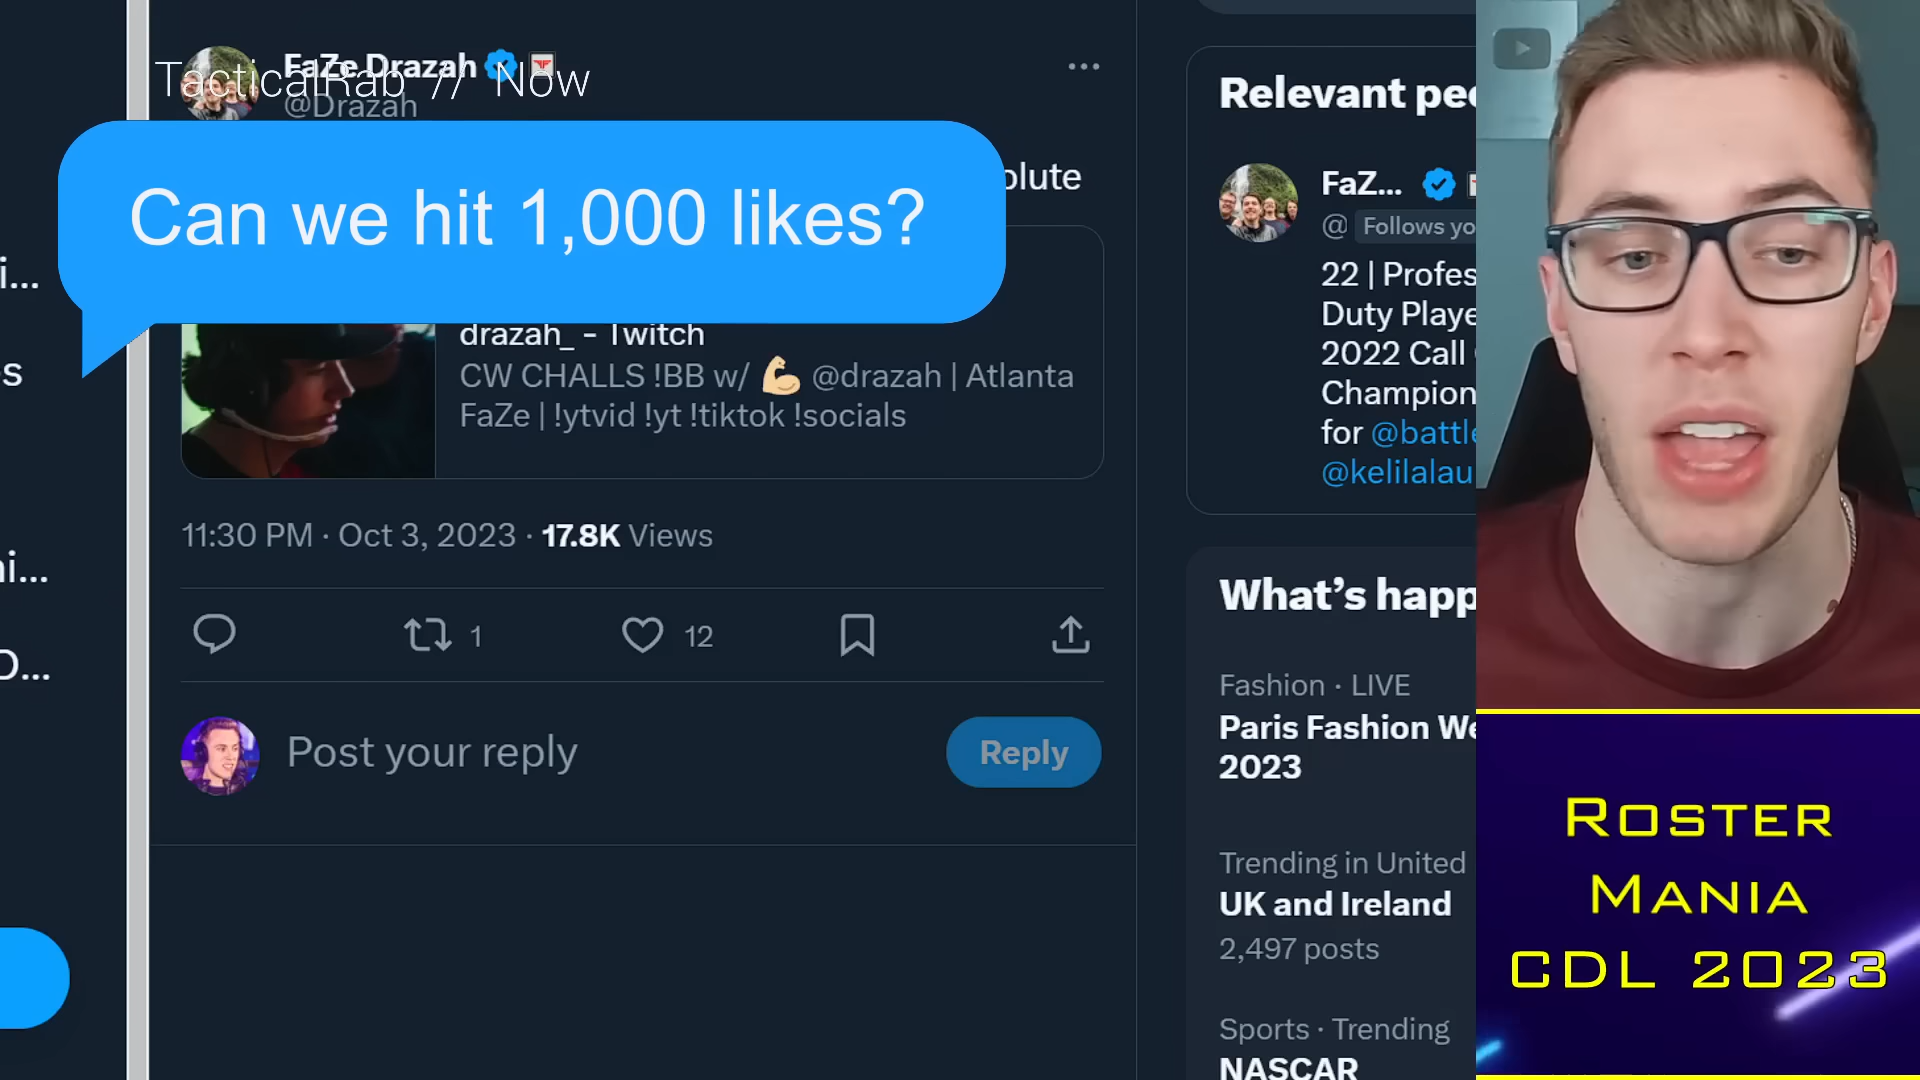 FaZe Drazah
TacticalRab // Now
@Drazah
olute
Can we hit 1,000 likes?
i...
s
ni...
D...
drazah_ - Twitch
CW CHALLS !BB w/ 💪🏼 @drazah | Atlanta
FaZe | !ytvid !yt !tiktok !socials
11:30 PM · Oct 3, 2023 · 17.8K Views
1
12
Post your reply
Reply
Relevant pe
FaZ...
@ Follows yo
22 | Profes
Duty Playe
2022 Call
Champion
for @battle
@kelilalau
What's happ
Fashion · LIVE
Paris Fashion We
2023
Trending in United
UK and Ireland
2,497 posts
Sports · Trending
NASCAR
ROSTER
MANIA
CDL 2023